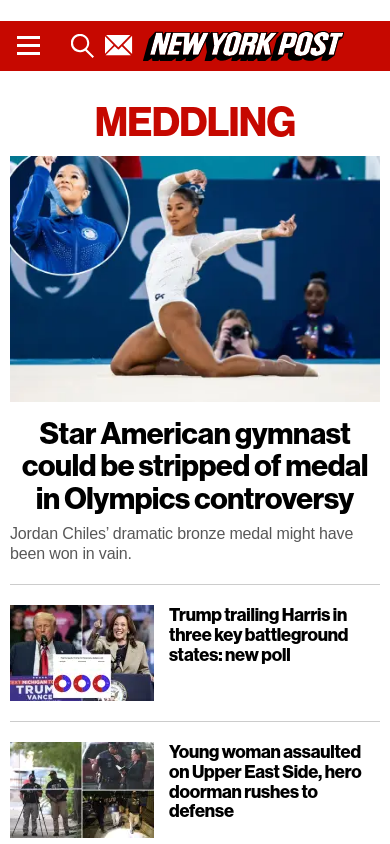 NEW YORK POST
MEDDLING
24
Star American gymnast
could be stripped of medal
in Olympics controversy
Jordan Chiles’ dramatic bronze medal might have
been won in vain.
TRUMP
VANCE
Trump trailing Harris in
three key battleground
states: new poll
Young woman assaulted
on Upper East Side, hero
doorman rushes to
defense